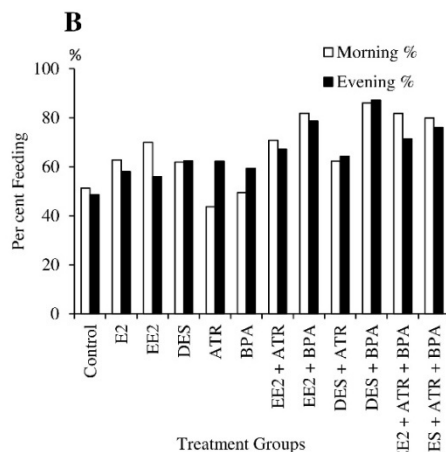 B
%
Morning %
Evening %
100
80
60
40
20
0
Per cent Feeding
Control
E2
EE2
DES
ATR
BPA
EE2 + ATR
EE2 + BPA
DES + ATR
DES + BPA
EE2 + ATR + BPA
ES + ATR + BPA
Treatment Groups